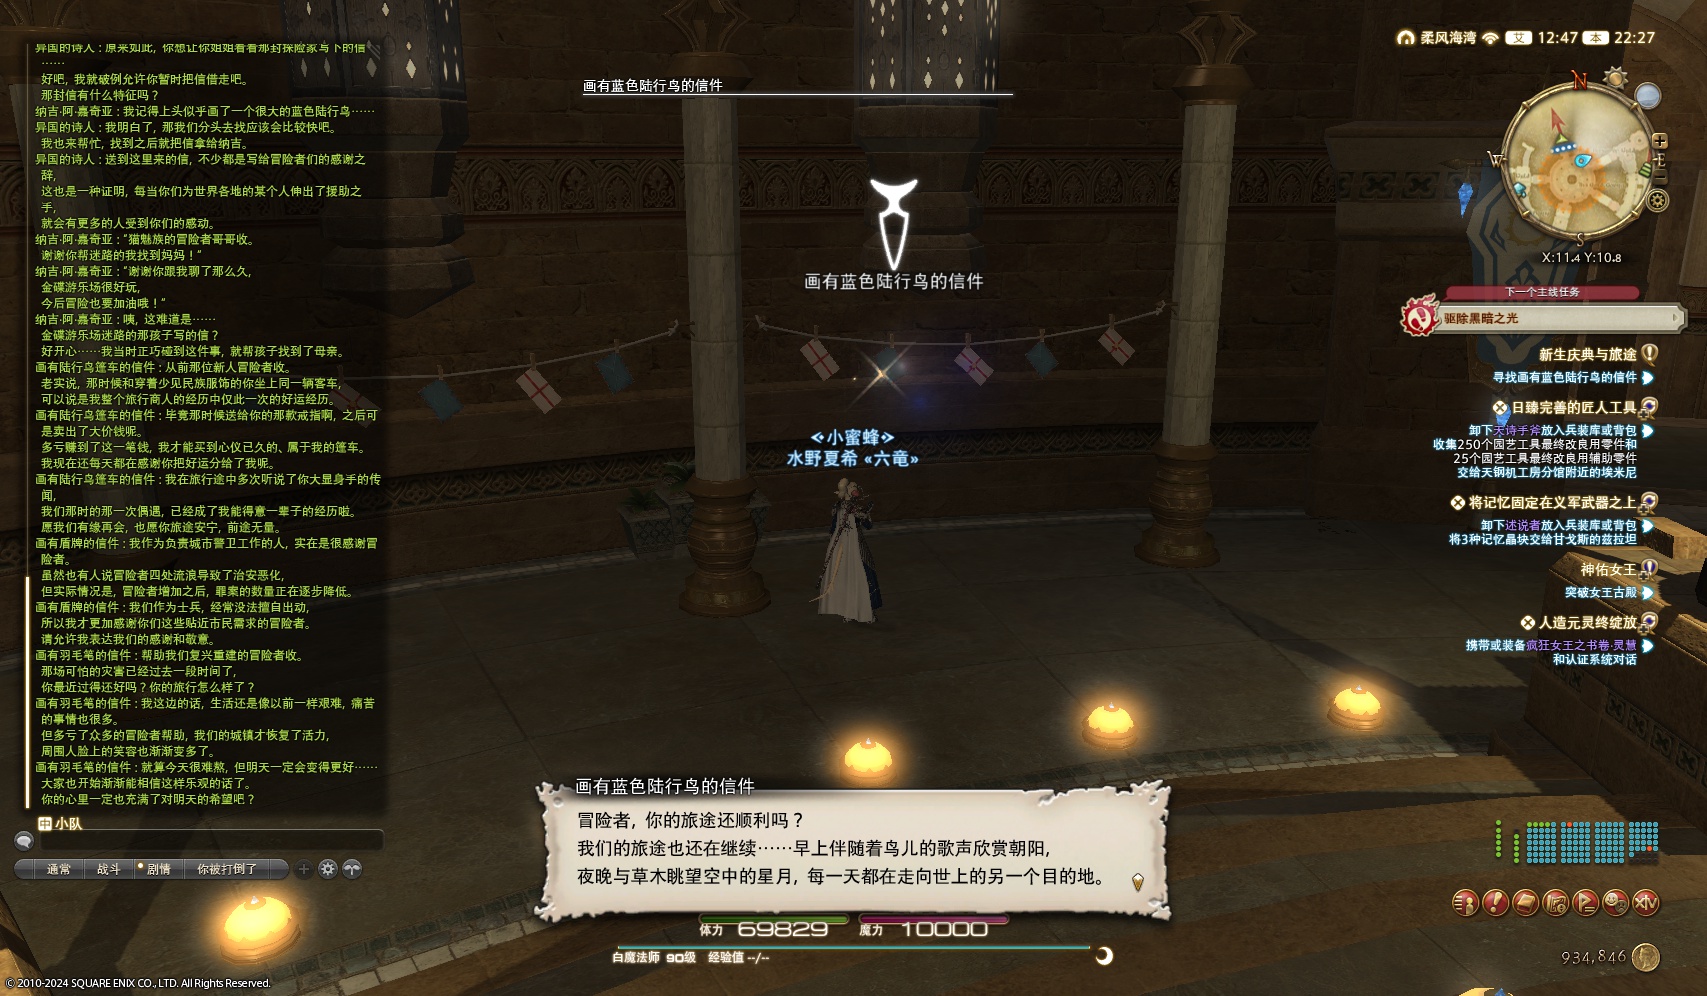 异国的诗人：原来如此，你想让你姐姐看看那封探险家写下的信
……
好吧，我就破例允许你暂时把信借走吧。
那封信有什么特征吗？
纳吉·阿·嘉奇亚：我记得上头似乎画了一个很大的蓝色陆行鸟……
异国的诗人：我明白了，那我们分头去找应该会比较快吧。
我也来帮忙，找到之后就把信拿给纳吉。
异国的诗人：送到这里来的信，不少都是写给冒险者们的感谢之
辞，
这也是一种证明，每当你们为世界各地的某个人伸出了援助之
手，
就会有更多的人受到你们的感动。
纳吉·阿·嘉奇亚：“猫魅族的冒险者哥哥收。
谢谢你帮迷路的我找到妈妈！”
纳吉·阿·嘉奇亚：“谢谢你跟我聊了那么久，
金碟游乐场很好玩，
今后冒险也要加油哦！”
纳吉·阿·嘉奇亚：咦，这难道是……
金碟游乐场迷路的那孩子写的信？
好开心……我当时正巧碰到这件事，就帮孩子找到了母亲。
画有陆行鸟篷车的信件：从前那位新人冒险者收。
老实说，那时候和穿着少见民族服饰的你坐上同一辆客车，
可以说是我整个旅行商人的经历中仅此一次的好运经历。
画有陆行鸟篷车的信件：毕竟那时候送给你的那款戒指啊，之后可
是卖出了大价钱呢。
多亏赚到了这一笔钱，我才能买到心仪已久的、属于我的篷车。
我现在还每天都在感谢你把好运分给了我呢。
画有陆行鸟篷车的信件：我在旅行途中多次听说了你大显身手的传
闻，
我们那时的那一次偶遇，已经成了我能得意一辈子的经历啦。
愿我们有缘再会，也愿你旅途安宁，前途无量。
画有盾牌的信件：我作为负责城市警卫工作的人，实在是很感谢冒
险者。
虽然也有人说冒险者四处流浪导致了治安恶化，
但实际情况是，冒险者增加之后，罪案的数量正在逐步降低。
画有盾牌的信件：我们作为士兵，经常没法擅自出动，
所以我才更加感谢你们这些贴近市民需求的冒险者。
请允许我表达我们的感谢和敬意。
画有羽毛笔的信件：帮助我们复兴重建的冒险者收。
那场可怕的灾害已经过去一段时间了，
你最近过得还好吗？你的旅行怎么样了？
画有羽毛笔的信件：我这边的话，生活还是像以前一样艰难，痛苦
的事情也很多。
但多亏了众多的冒险者帮助，我们的城镇才恢复了活力，
周围人脸上的笑容也渐渐变多了。
画有羽毛笔的信件：就算今天很难熬，但明天一定会变得更好……
大家也开始渐渐能相信这样乐观的话了。
你的心里一定也充满了对明天的希望吧？
中 小队
通常 战斗 剧情 你被打倒了
© 2010-2024 SQUARE ENIX CO., LTD. All Rights Reserved.
画有蓝色陆行鸟的信件
画有蓝色陆行鸟的信件
«小蜜蜂»
水野夏希 «六竜»
画有蓝色陆行鸟的信件
冒险者，你的旅途还顺利吗？
我们的旅途也还在继续……早上伴随着鸟儿的歌声欣赏朝阳，
夜晚与草木眺望空中的星月，每一天都在走向世上的另一个目的地。
体力 69829 魔力 10000
白魔法师 90级 经验值 --/--
柔风海湾 艾 12:47 本 22:27
N
W
E
S
X:11.4 Y:10.8
下一个主线任务
驱除黑暗之光
新生庆典与旅途
寻找画有蓝色陆行鸟的信件
日臻完善的匠人工具
卸下天诗手斧放入兵装库或背包
收集250个园艺工具最终改良用零件和
25个园艺工具最终改良用辅助零件
交给天钢机工房分馆附近的埃米尼
将记忆固定在义军武器之上
卸下述说者放入兵装库或背包
将3种记忆晶块交给甘戈斯的兹拉坦
神佑女王
突破女王古殿
人造元灵终绽放
携带或装备疯狂女王之书卷·灵慧
和认证系统对话
XIV
934,846